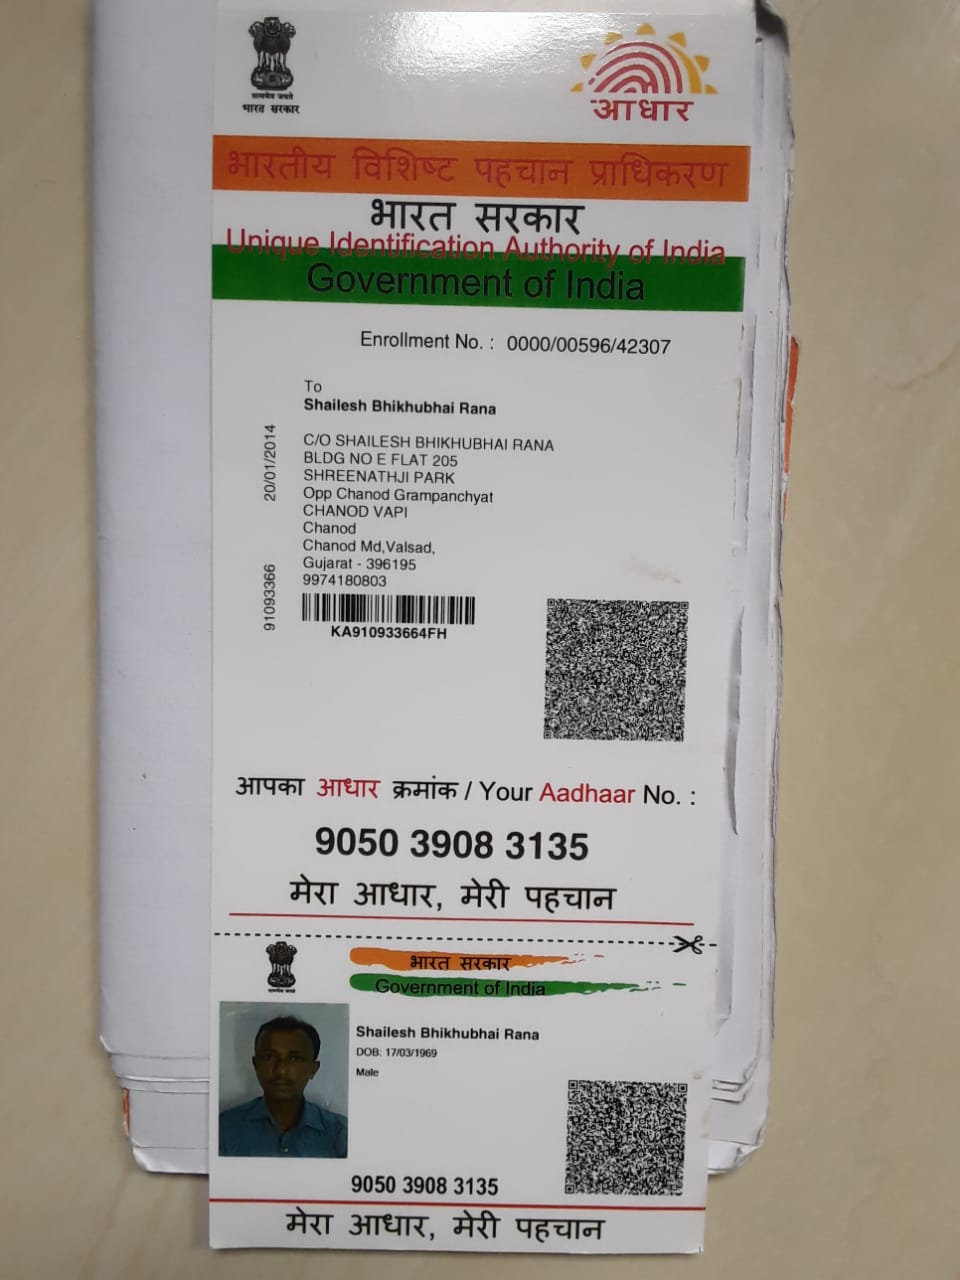 सत्यमेव जयते
भारत सरकार
आधार
भारतीय विशिष्ट पहचान प्राधिकरण
भारत सरकार
Unique Identification Authority of India
Government of India
Enrollment No. : 0000/00596/42307
To
Shailesh Bhikhubhai Rana
C/O SHAILESH BHIKHUBHAI RANA
BLDG NO E FLAT 205
SHREENATHJI PARK
Opp Chanod Grampanchyat
CHANOD VAPI
Chanod
Chanod Md,Valsad,
Gujarat - 396195
9974180803
20/01/2014
91093366
KA910933664FH
आपका आधार क्रमांक / Your Aadhaar No. :
9050 3908 3135
मेरा आधार, मेरी पहचान
भारत सरकार
Government of India
Shailesh Bhikhubhai Rana
DOB: 17/03/1969
Male
9050 3908 3135
मेरा आधार, मेरी पहचान